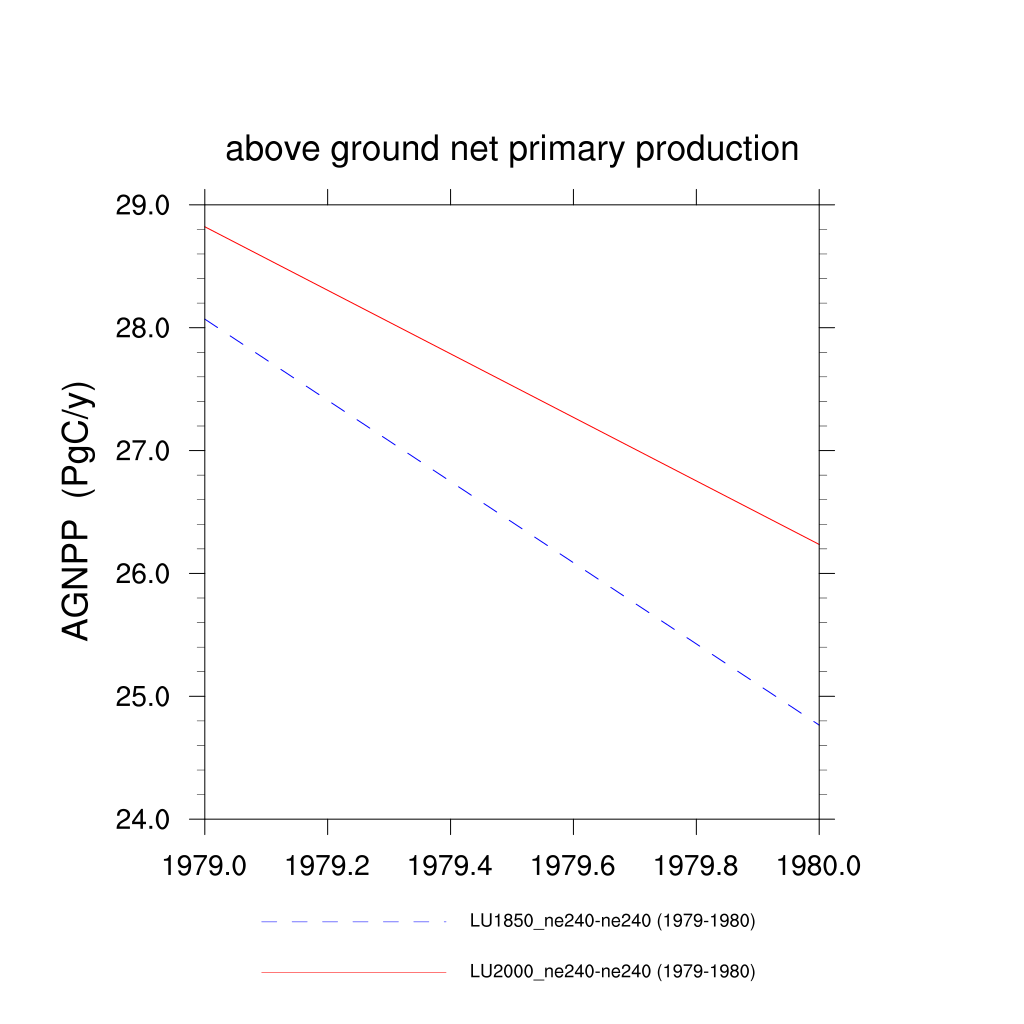 above ground net primary production
29.0
28.0
27.0
26.0
25.0
24.0
AGNPP (PgC/y)
1979.0 1979.2 1979.4 1979.6 1979.8 1980.0
LU1850_ne240-ne240 (1979-1980)
LU2000_ne240-ne240 (1979-1980)